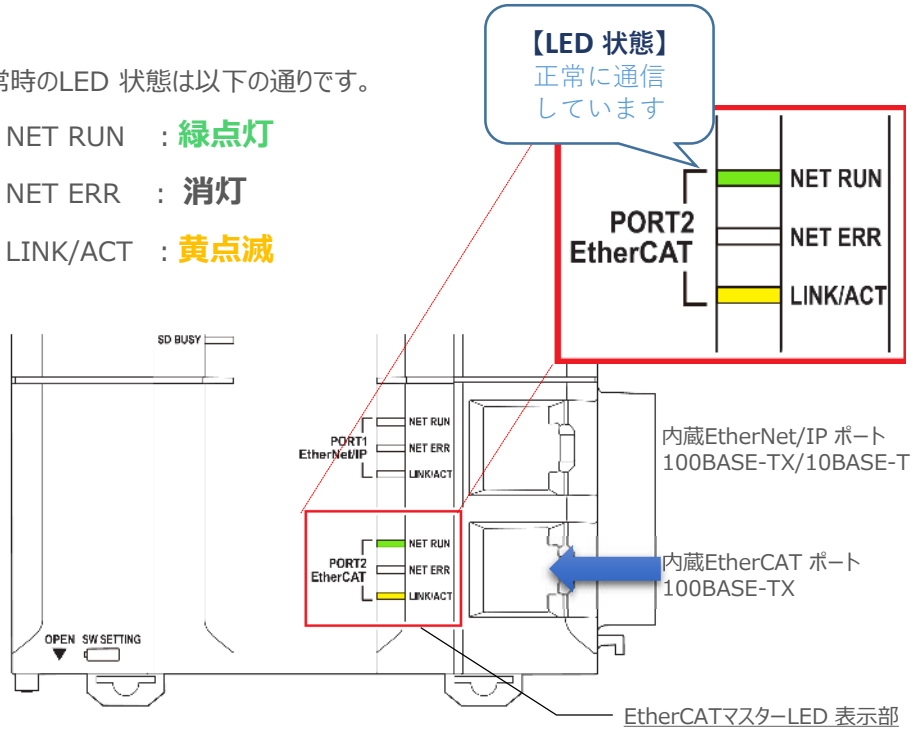 【LED 状態】
正常に通信
しています
常時のLED 状態は以下の通りです。
NET RUN : 緑点灯
NET ERR : 消灯
LINK/ACT : 黄点滅
PORT2
EtherCAT
NET RUN
NET ERR
LINK/ACT
SD BUSY
PORT1
EtherNet/IP
NET RUN
NET ERR
LINK/ACT
内蔵EtherNet/IP ポート
100BASE-TX/10BASE-T
PORT2
EtherCAT
NET RUN
NET ERR
LINK/ACT
内蔵EtherCAT ポート
100BASE-TX
OPEN SW SETTING
EtherCATマスターLED 表示部